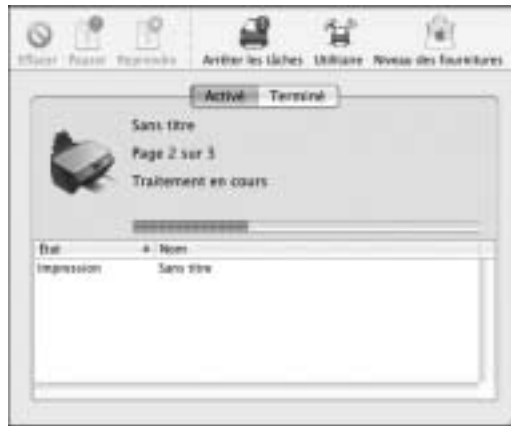 Effacer Pauser Reprendre Arrêter les tâches Utilitaire Niveau des fournitures
Activé Terminé
Sans titre
Page 2 sur 3
Traitement en cours
État Nom
Impression Sans titre